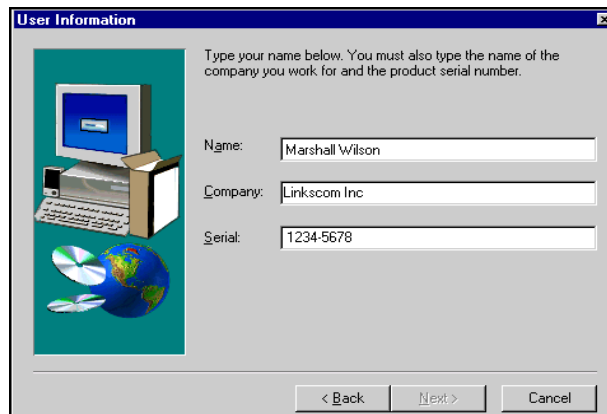 User Information
Type your name below. You must also type the name of the
company you work for and the product serial number.
Name: Marshall Wilson
Company: Linkscom Inc
Serial: 1234-5678
< Back Next > Cancel